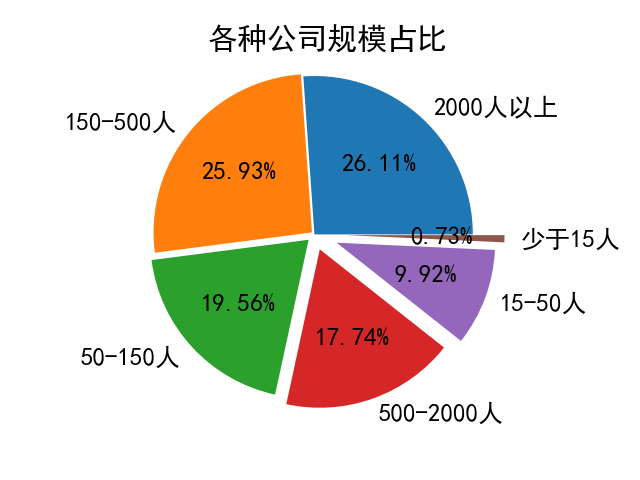 各种公司规模占比
2000人以上
26.11%
150-500人
25.93%
50-150人
19.56%
500-2000人
17.74%
15-50人
9.92%
少于15人
0.73%